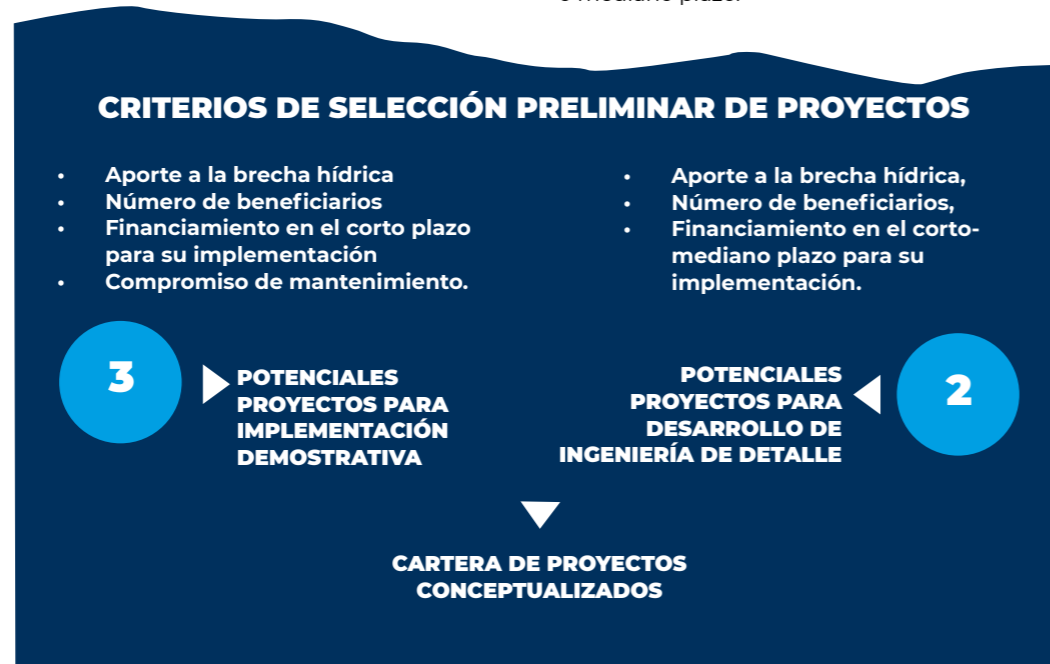 CRITERIOS DE SELECCIÓN PRELIMINAR DE PROYECTOS
• Aporte a la brecha hídrica
• Número de beneficiarios
• Financiamiento en el corto plazo
para su implementación
• Compromiso de mantenimiento.
• Aporte a la brecha hídrica,
• Número de beneficiarios,
• Financiamiento en el corto-
mediano plazo para su
implementación.
3
POTENCIALES
PROYECTOS PARA
IMPLEMENTACIÓN
DEMOSTRATIVA
POTENCIALES
PROYECTOS PARA
DESARROLLO DE
INGENIERÍA DE DETALLE
2
CARTERA DE PROYECTOS
CONCEPTUALIZADOS